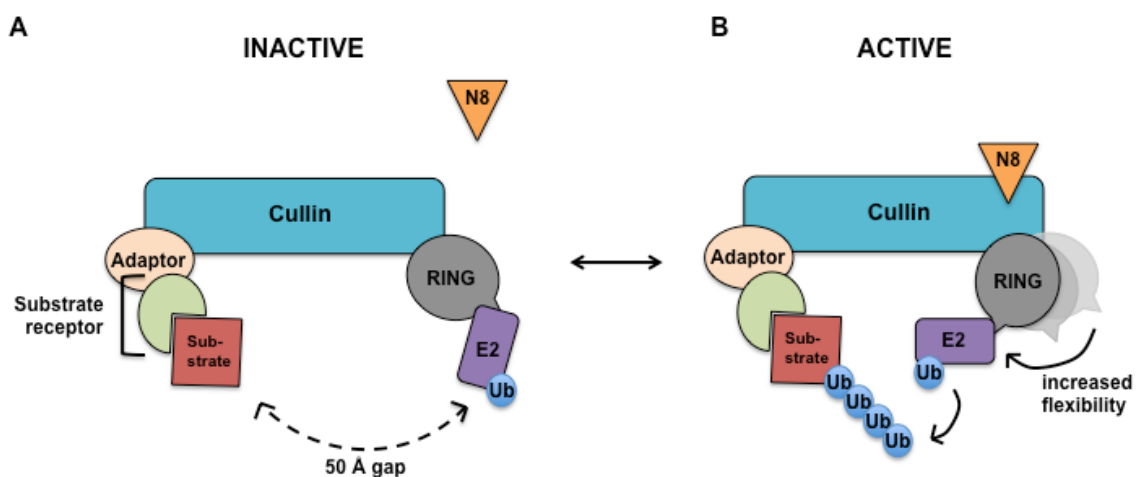 A
INACTIVE
N8
Cullin
Adaptor
RING
Substrate
receptor
Sub-
strate
E2
Ub
50 Å gap
B
ACTIVE
N8
Cullin
Adaptor
RING
Sub-
strate
E2
Ub
Ub
Ub
Ub
Ub
increased
flexibility